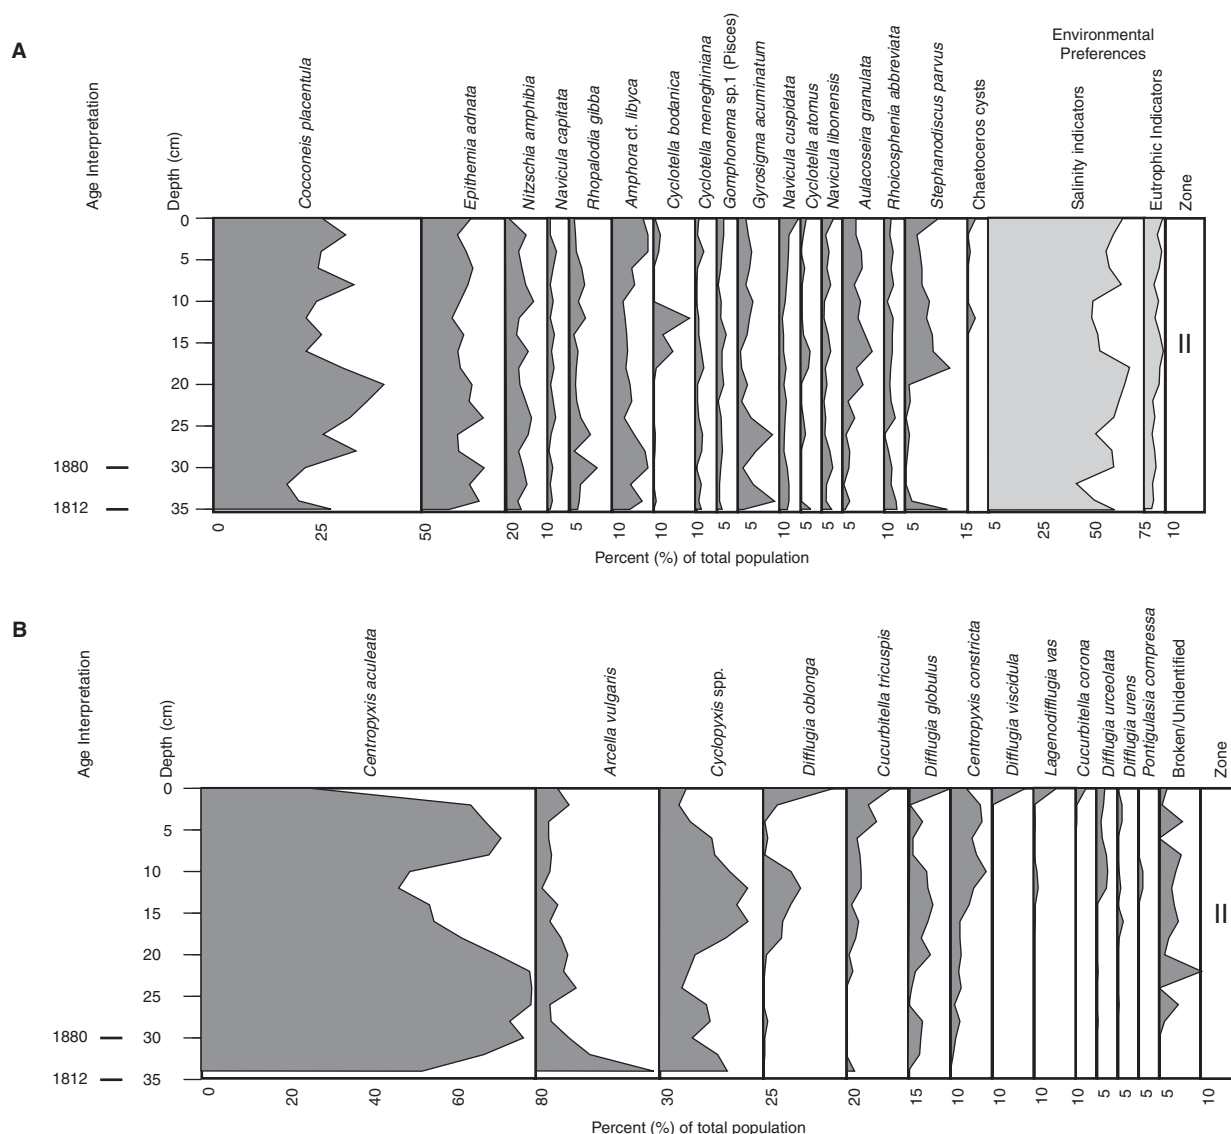 A
Environmental
Preferences
Age Interpretation
Depth (cm)
Cocconeis placentula
Epithemia adnata
Nitzschia amphibia
Navicula capitata
Rhopalodia gibba
Amphora cf. libyca
Cyclotella bodanica
Cyclotella meneghiniana
Gomphonema sp.1 (Pisces)
Gyrosigma acuminatum
Navicula cuspidata
Cyclotella atomus
Navicula libonensis
Aulacoseira granulata
Rhoicosphenia abbreviata
Stephanodiscus parvus
Chaetoceros cysts
Salinity indicators
Eutrophic Indicators
Zone
0
5
10
15
20
25
1880
30
1812
35
II
0 25 50 20 10 5 10 10 10 5 5 10 5 5 5 10 5 15 5 25 50 75 10
Percent (%) of total population
B
Age Interpretation
Depth (cm)
Centropyxis aculeata
Arcella vulgaris
Cyclopyxis spp.
Difflugia oblonga
Cucurbitella tricuspis
Difflugia globulus
Centropyxis constricta
Difflugia viscidula
Lagenodifflugia vas
Cucurbitella corona
Difflugia urceolata
Difflugia urens
Pontigulasia compressa
Broken/Unidentified
Zone
0
5
10
15
20
25
1880
30
1812
35
II
0 20 40 60 80 30 25 20 15 10 10 10 10 5 5 5 5 10
Percent (%) of total population